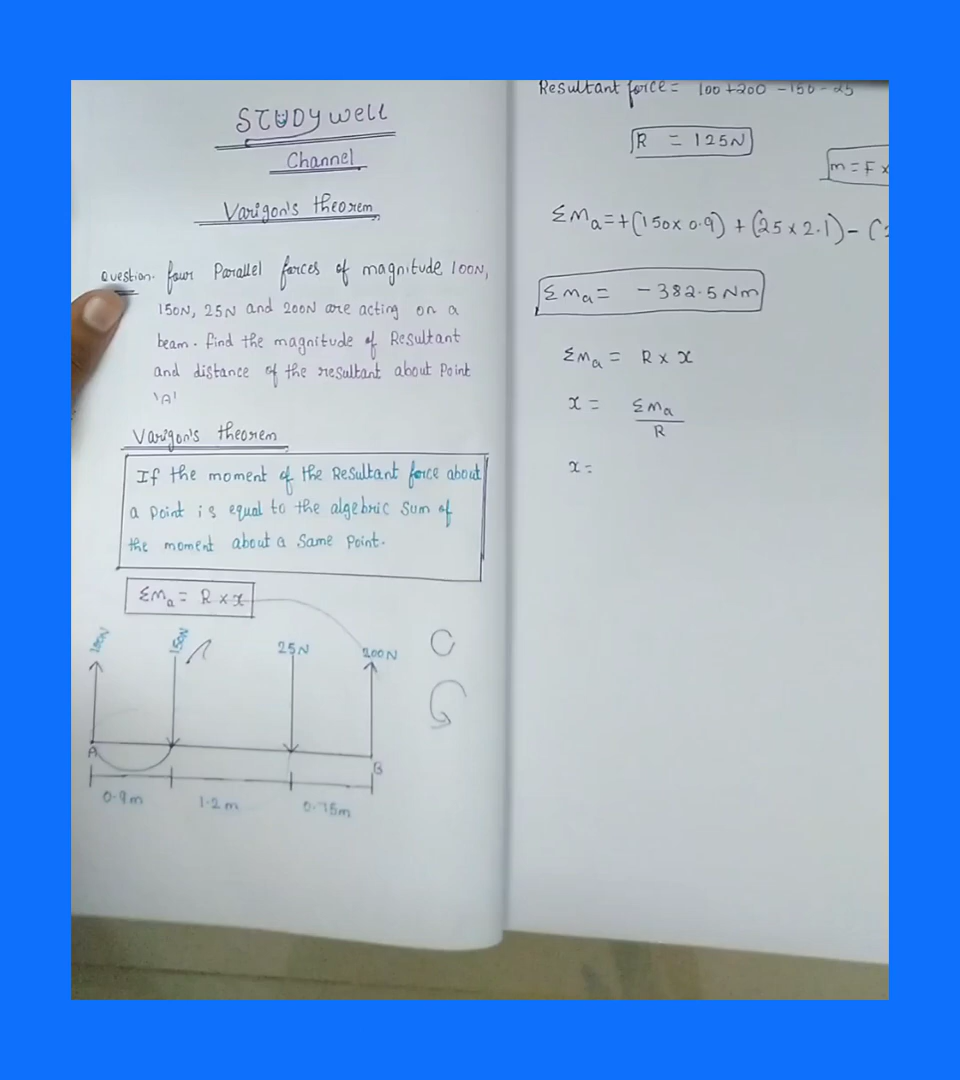 STUDY well
Channel
Varigon's theorem
Question. four Parallel forces of magnitude 100N,
150N, 25N and 200N are acting on a
beam. find the magnitude of Resultant
and distance of the resultant about Point
'A'
Varigon's theorem
If the moment of the Resultant force about
a point is equal to the algebric sum of
the moment about a same point.
ΣMa = R × x
100N
150N
25N
200N
A
B
0.9m
1.2m
0.75m
Resultant force = 100+200 -150-25
R = 125N
m = F x
ΣMa = +(150x 0.9) + (25 x 2.1) - (
ΣMa = -382.5 Nm
ΣMa = R × x
x = ΣMa
R
x =